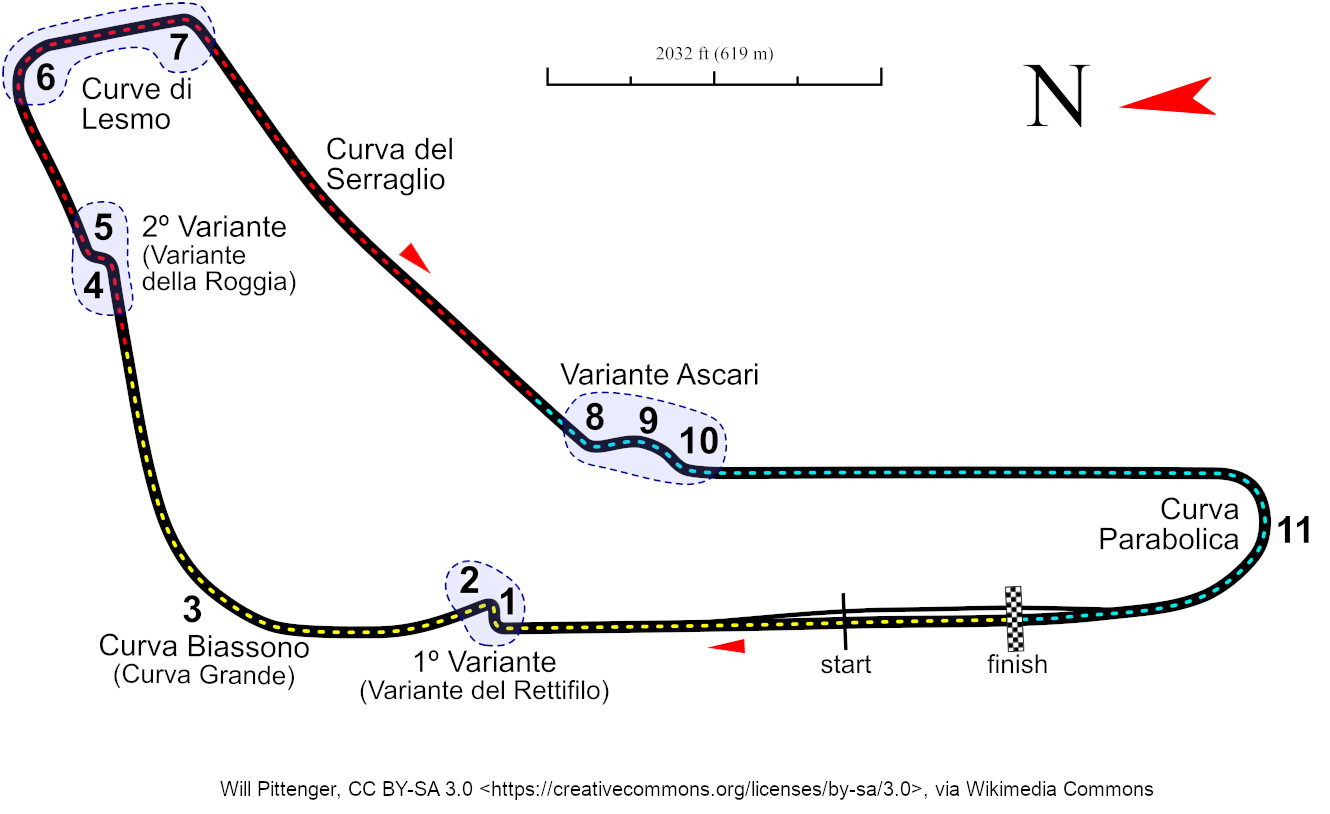 2032 ft (619 m)
N
7
6
Curve di
Lesmo
Curva del
Serraglio
5
2º Variante
(Variante
della Roggia)
4
Variante Ascari
8
9
10
Curva
Parabolica
11
2
1
3
Curva Biassono
(Curva Grande)
1º Variante
(Variante del Rettifilo)
start
finish
Will Pittenger, CC BY-SA 3.0 <https://creativecommons.org/licenses/by-sa/3.0>, via Wikimedia Commons